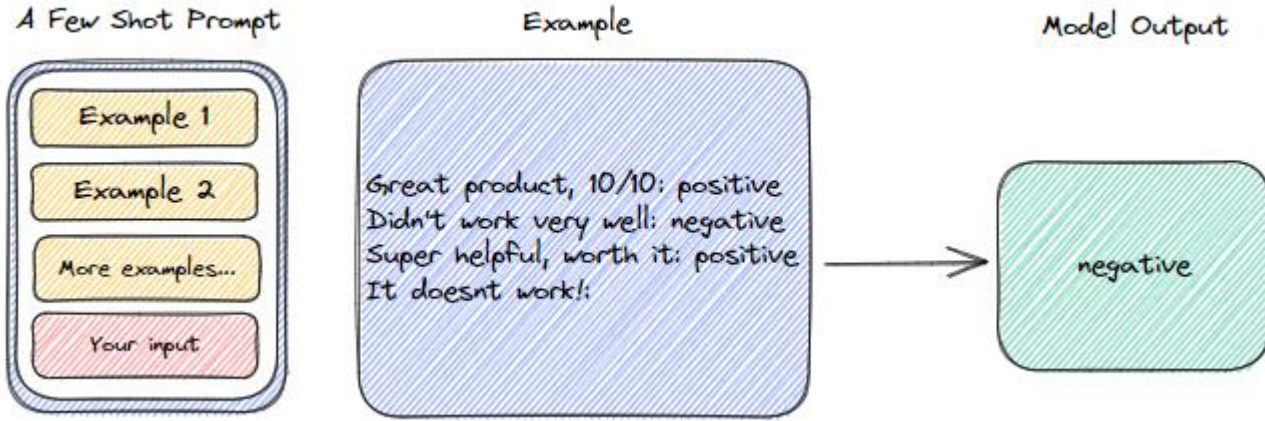 A Few Shot Prompt
Example 1
Example 2
More examples...
Your input
Example
Great product, 10/10: positive
Didn't work very well: negative
Super helpful, worth it: positive
It doesnt work!:
Model Output
negative